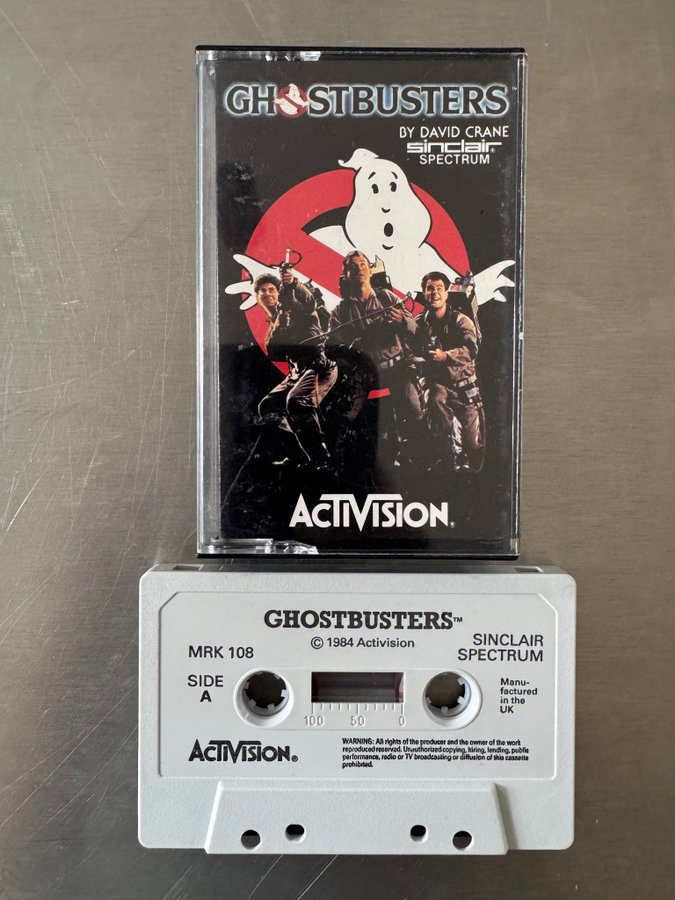 GHOSTBUSTERS™
BY DAVID CRANE
sinclair®
SPECTRUM
ACTIVISION®
GHOSTBUSTERS™
© 1984 Activision
MRK 108
SINCLAIR
SPECTRUM
SIDE
A
Manu-
factured
in the
UK
100 50 0
ACTIVISION®
WARNING: All rights of the producer and the owner of the work
reproduced reserved. Unauthorized copying, hiring, lending, public
performance, radio or TV broadcasting or diffusion of this cassette
prohibited.